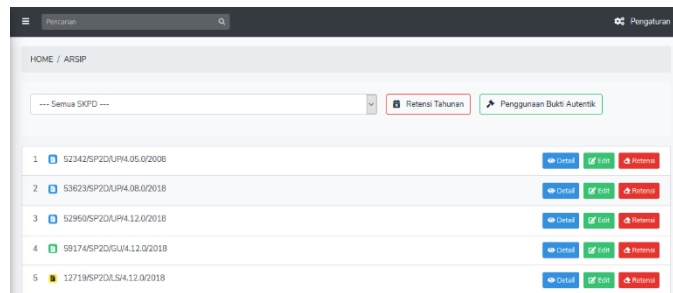 Pencarian Pengaturan
HOME / ARSIP
--- Semua SKPD --- Retensi Tahunan Penggunaan Bukti Autentik
1 52342/SP2D/UP/4.05.0/2008 Detail Edit Retensi
2 53623/SP2D/UP/4.08.0/2018 Detail Edit Retensi
3 52950/SP2D/UP/4.12.0/2018 Detail Edit Retensi
4 59174/SP2D/GU/4.12.0/2018 Detail Edit Retensi
5 12719/SP2D/LS/4.12.0/2018 Detail Edit Retensi